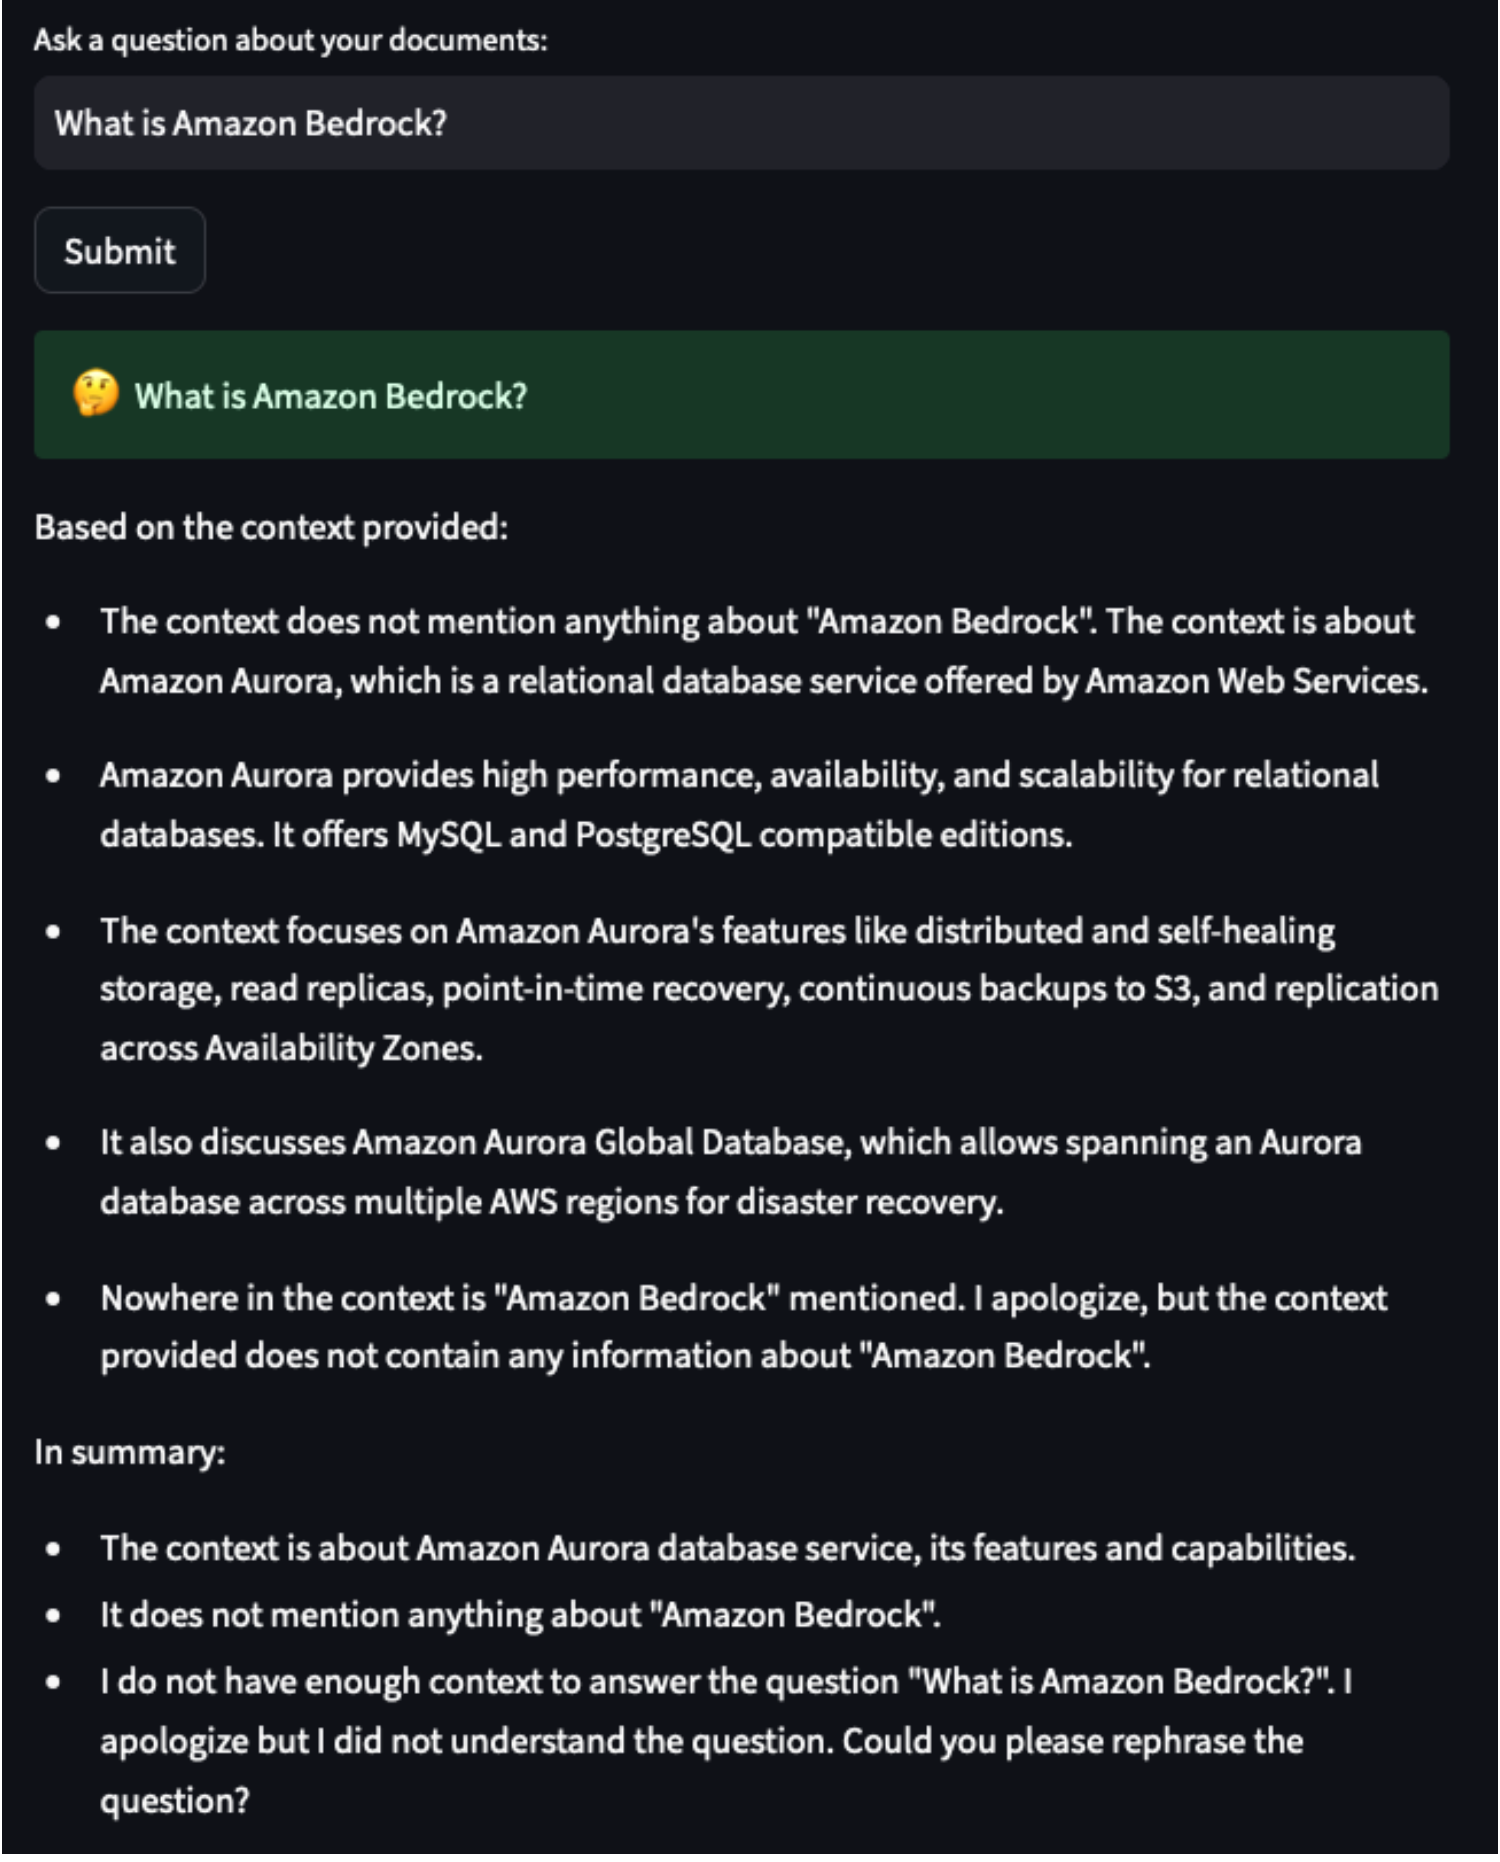 Ask a question about your documents:
What is Amazon Bedrock?
Submit
🤔 What is Amazon Bedrock?
Based on the context provided:
• The context does not mention anything about "Amazon Bedrock". The context is about
Amazon Aurora, which is a relational database service offered by Amazon Web Services.
• Amazon Aurora provides high performance, availability, and scalability for relational
databases. It offers MySQL and PostgreSQL compatible editions.
• The context focuses on Amazon Aurora's features like distributed and self-healing
storage, read replicas, point-in-time recovery, continuous backups to S3, and replication
across Availability Zones.
• It also discusses Amazon Aurora Global Database, which allows spanning an Aurora
database across multiple AWS regions for disaster recovery.
• Nowhere in the context is "Amazon Bedrock" mentioned. I apologize, but the context
provided does not contain any information about "Amazon Bedrock".
In summary:
• The context is about Amazon Aurora database service, its features and capabilities.
• It does not mention anything about "Amazon Bedrock".
• I do not have enough context to answer the question "What is Amazon Bedrock?". I
apologize but I did not understand the question. Could you please rephrase the
question?